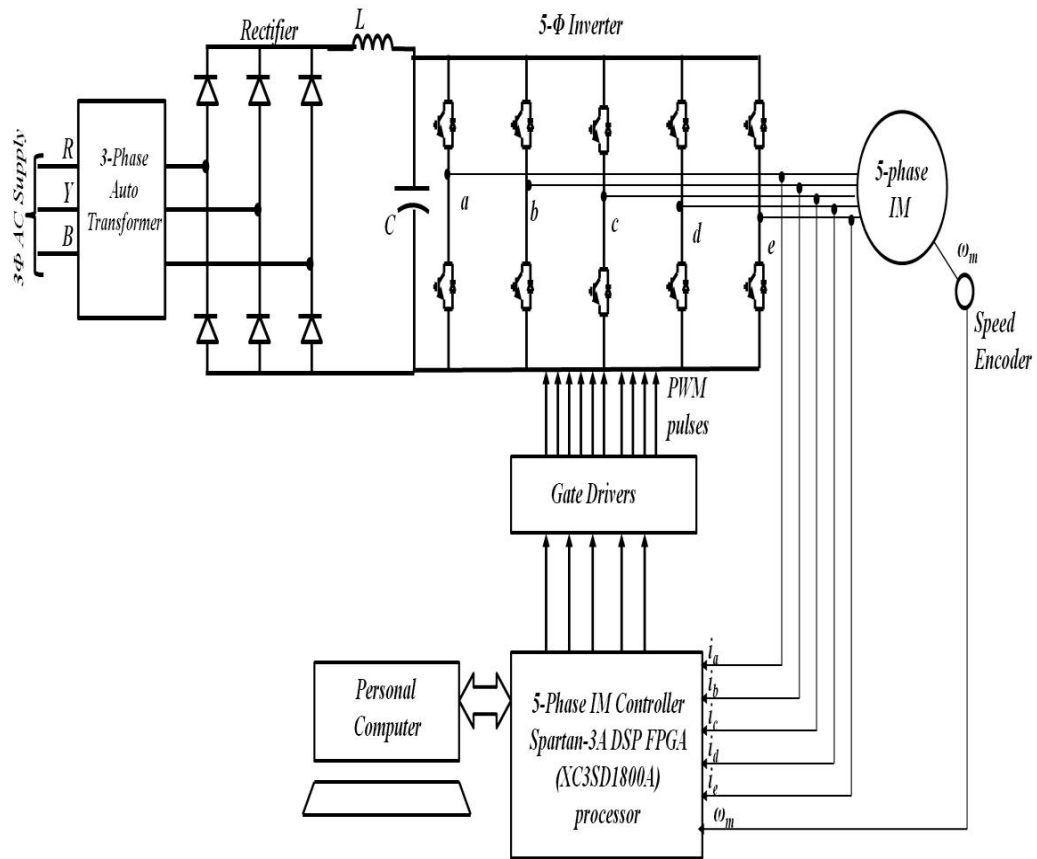 Rectifier
L
5-Φ Inverter
3Φ AC Supply
R
Y
B
3-Phase
Auto
Transformer
C
a
b
c
d
e
5-phase
IM
ωm
Speed
Encoder
PWM
pulses
Gate Drivers
Personal
Computer
5-Phase IM Controller
Spartan-3A DSP FPGA
(XC3SD1800A)
processor
ia
ib
ic
id
ie
ωm